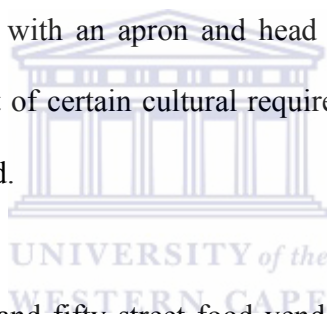 with an apron and head
of certain cultural require
UNIVERSITY of the
and fifty street food vend
WESTERN CAPE